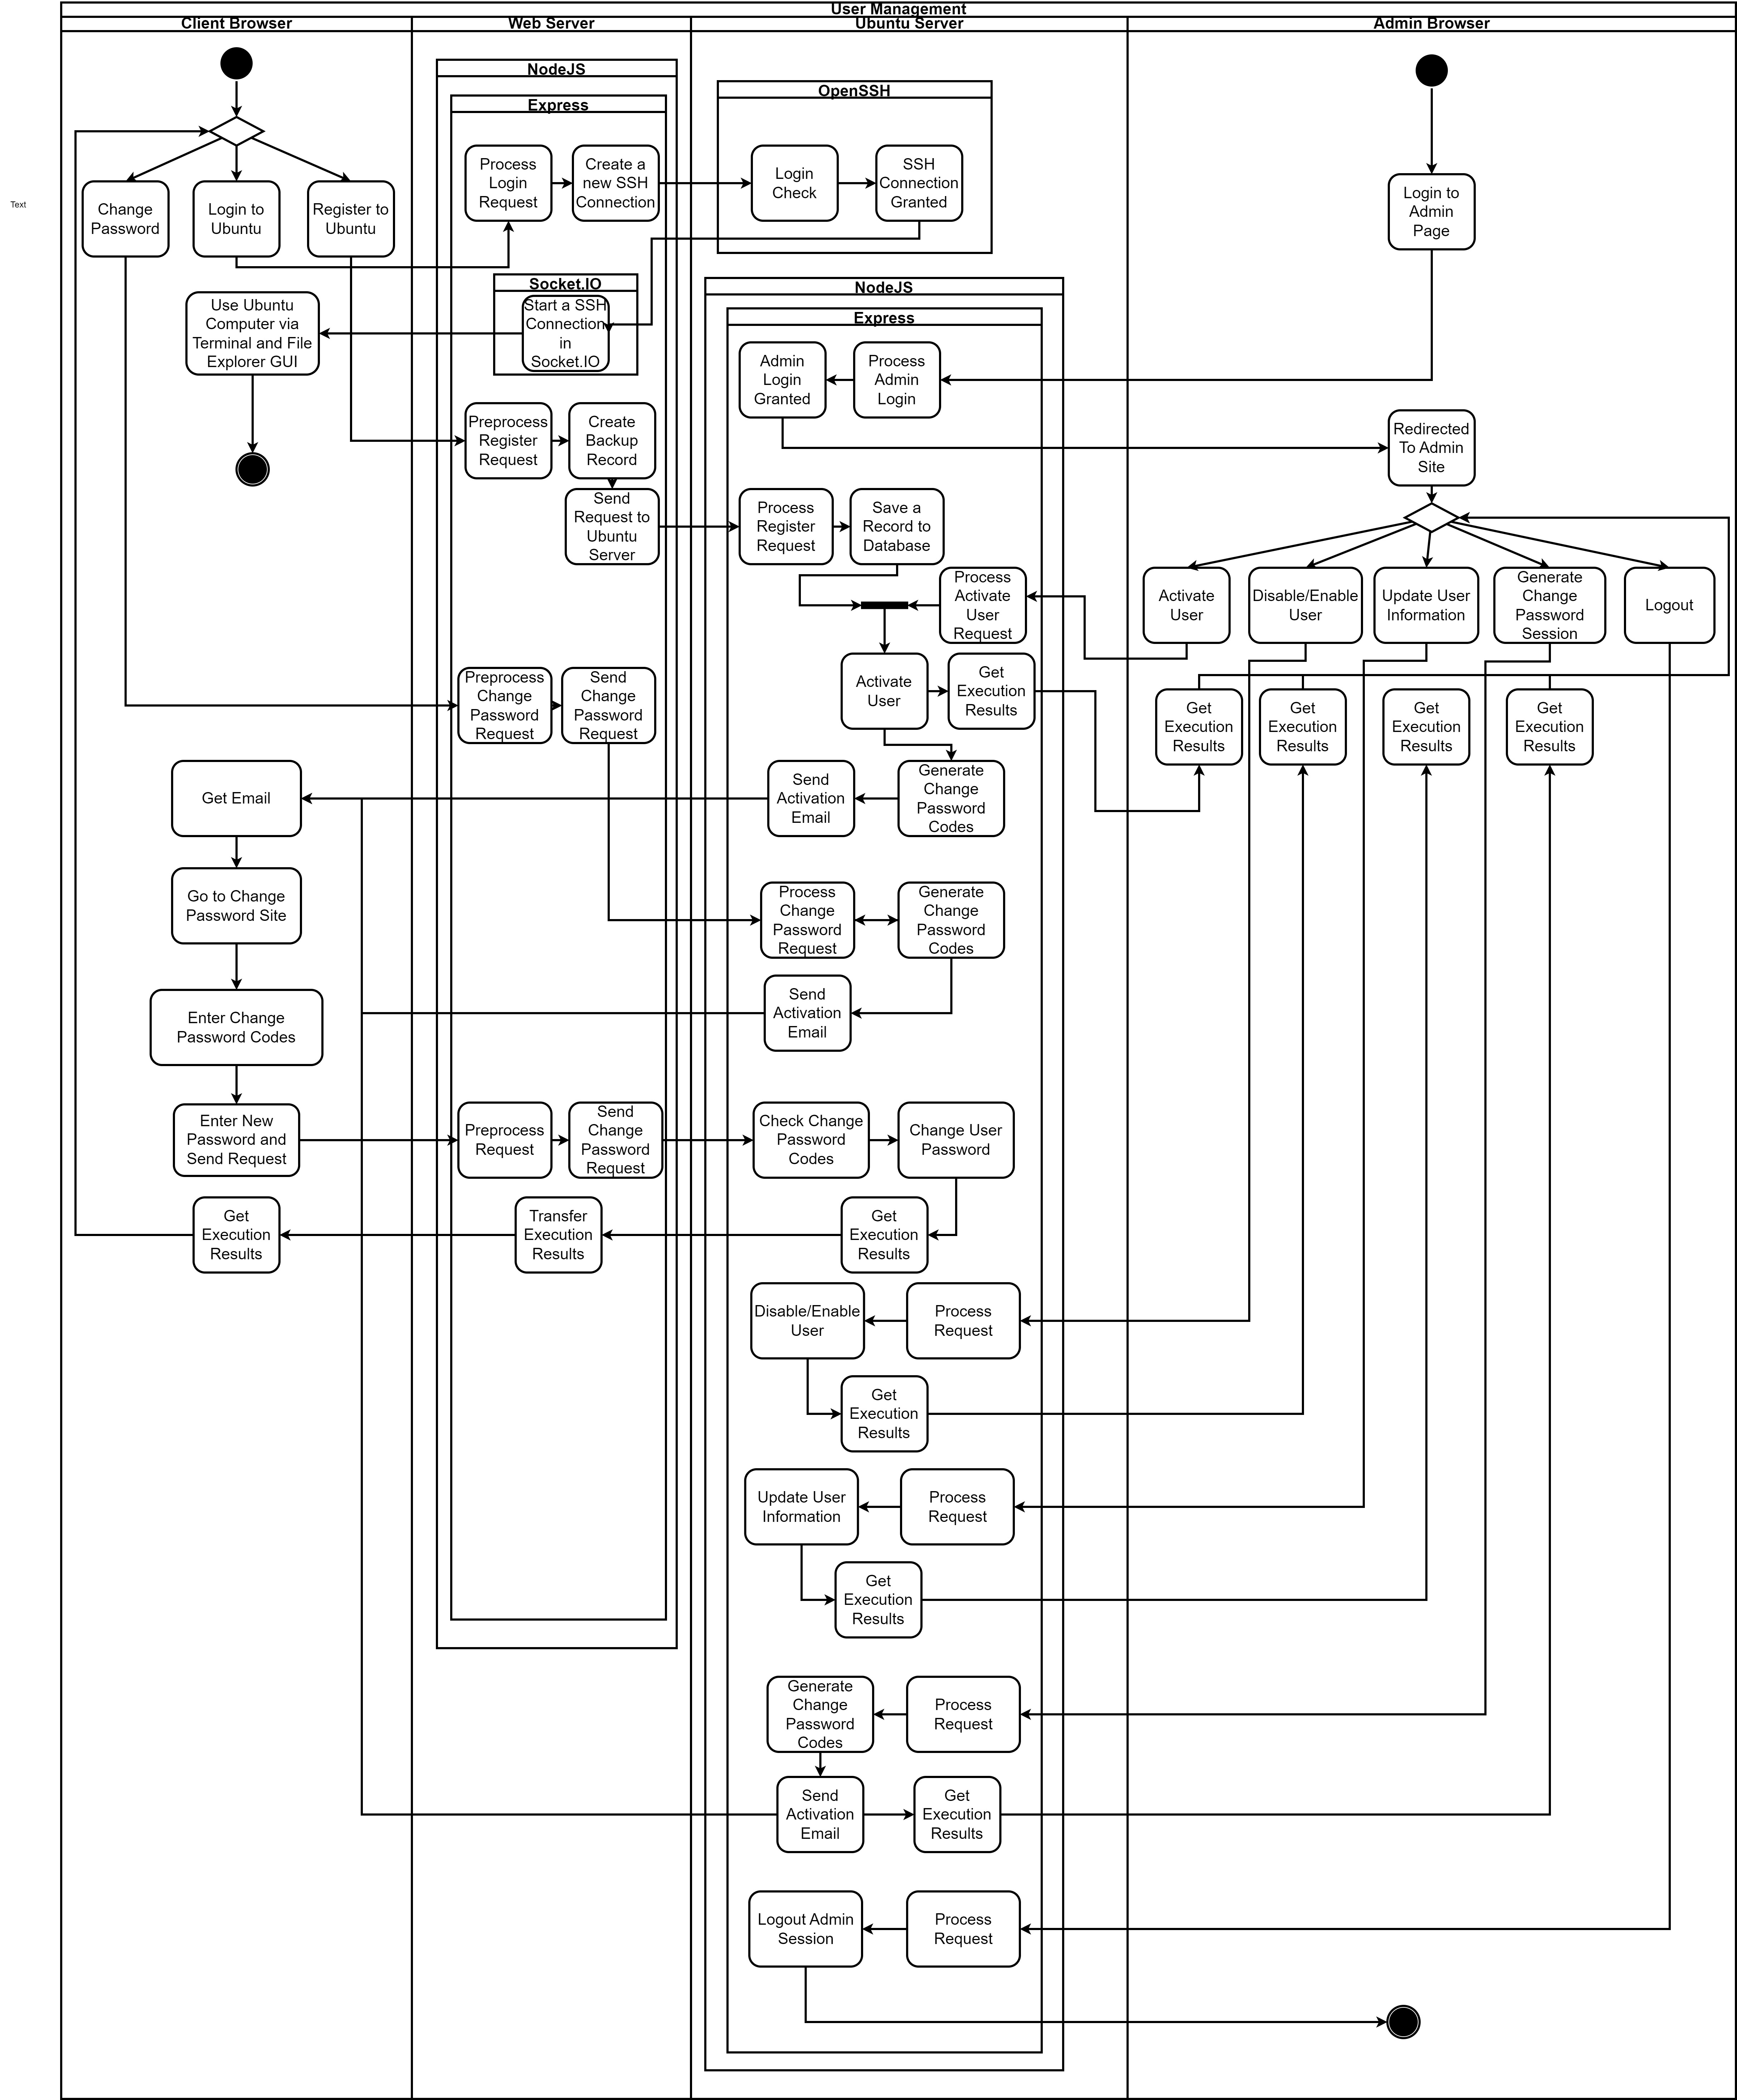 User Management
Client Browser
Web Server
Ubuntu Server
Admin Browser
NodeJS
Express
OpenSSH
Process
Login
Request
Create a
new SSH
Connection
Login
Check
SSH
Connection
Granted
Text
Change
Password
Login to
Ubuntu
Register to
Ubuntu
Login to
Admin
Page
Socket.IO
Start a SSH
Connection
in
Socket.IO
Use Ubuntu
Computer via
Terminal and File
Explorer GUI
NodeJS
Express
Admin
Login
Granted
Process
Admin
Login
Preprocess
Register
Request
Create
Backup
Record
Redirected
To Admin
Site
Send
Request to
Ubuntu
Server
Process
Register
Request
Save a
Record to
Database
Process
Activate
User
Request
Activate
User
Disable/Enable
User
Update User
Information
Generate
Change
Password
Session
Logout
Preprocess
Change
Password
Request
Send
Change
Password
Request
Activate
User
Get
Execution
Results
Get
Execution
Results
Get
Execution
Results
Get
Execution
Results
Get
Execution
Results
Get Email
Send
Activation
Email
Generate
Change
Password
Codes
Go to Change
Password Site
Process
Change
Password
Request
Generate
Change
Password
Codes
Enter Change
Password Codes
Send
Activation
Email
Enter New
Password and
Send Request
Preprocess
Request
Send
Change
Password
Request
Check Change
Password
Codes
Change User
Password
Get
Execution
Results
Transfer
Execution
Results
Get
Execution
Results
Disable/Enable
User
Process
Request
Get
Execution
Results
Update User
Information
Process
Request
Get
Execution
Results
Generate
Change
Password
Codes
Process
Request
Send
Activation
Email
Get
Execution
Results
Logout Admin
Session
Process
Request